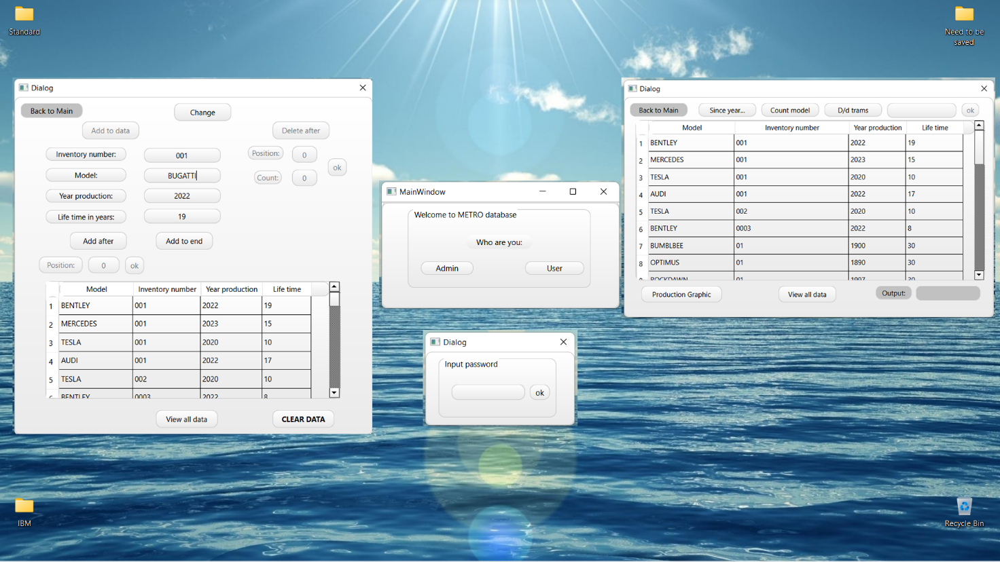 Standard
Need to be
saved
Dialog
Back to Main
Change
Add to data
Delete after
Inventory number:
001
Position:
0
ok
Model:
BUGATTI
Count:
0
Year production:
2022
Life time in years:
19
Add after
Add to end
Position:
0
ok
Model Inventory number Year production Life time
1 BENTLEY 001 2022 19
2 MERCEDES 001 2023 15
3 TESLA 001 2020 10
4 AUDI 001 2022 17
5 TESLA 002 2020 10
6 BENTLEY 0003 2022 8
View all data
CLEAR DATA
MainWindow
Welcome to METRO database
Who are you:
Admin
User
Dialog
Input password
ok
Dialog
Back to Main
Since year...
Count model
D/d trams
ok
Model Inventory number Year production Life time
1 BENTLEY 001 2022 19
2 MERCEDES 001 2023 15
3 TESLA 001 2020 10
4 AUDI 001 2022 17
5 TESLA 002 2020 10
6 BENTLEY 0003 2022 8
7 BUMBLBEE 01 1900 30
8 OPTIMUS 01 1890 30
ROCKDAWN 01 1997
Production Graphic
View all data
Output:
IBM
Recycle Bin